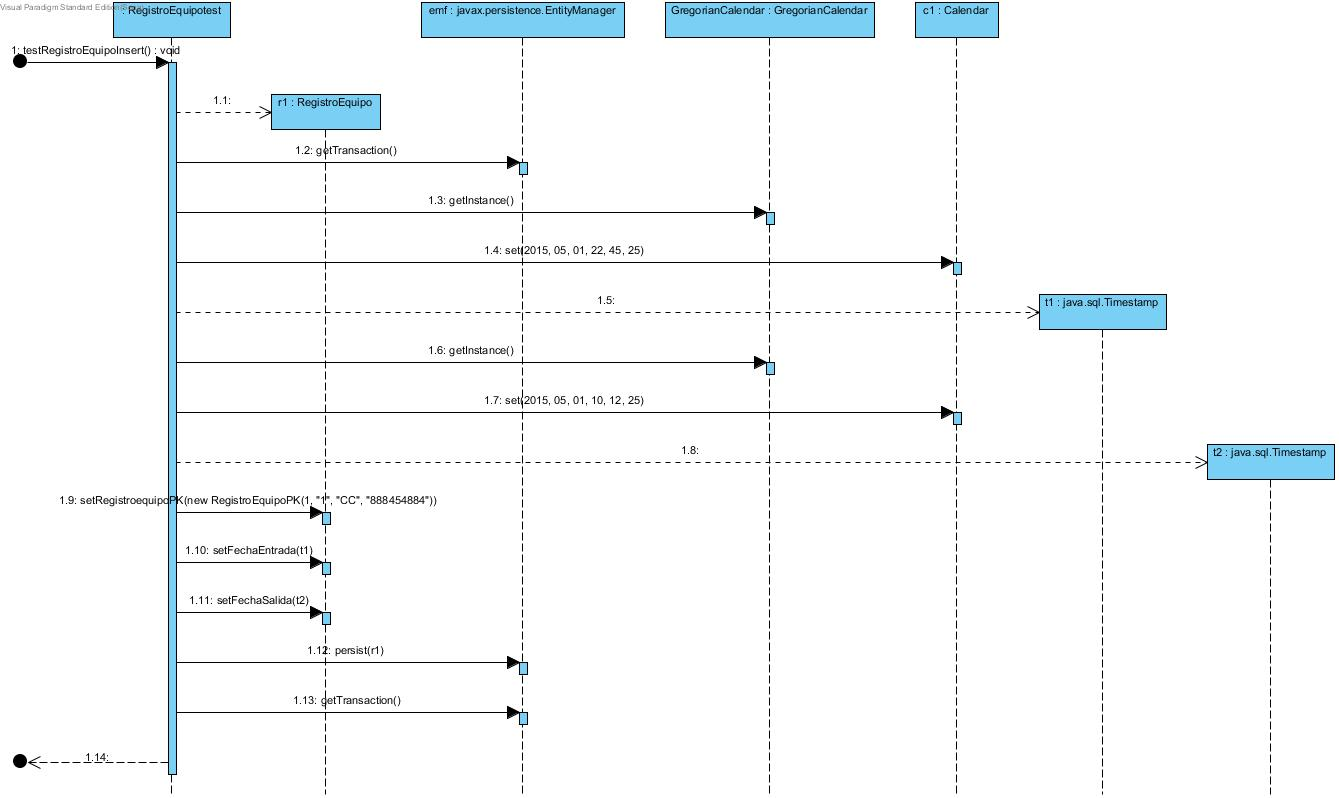 Visual Paradigm Standard Edition
: RegistroEquipotest
emf : javax.persistence.EntityManager
GregorianCalendar : GregorianCalendar
c1 : Calendar
1: testRegistroEquipoInsert() : void
1.1:
r1 : RegistroEquipo
1.2: getTransaction()
1.3: getInstance()
1.4: set(2015, 05, 01, 22, 45, 25)
1.5:
t1 : java.sql.Timestamp
1.6: getInstance()
1.7: set(2015, 05, 01, 10, 12, 25)
1.8:
t2 : java.sql.Timestamp
1.9: setRegistroequipoPK(new RegistroEquipoPK(1, "1", "CC", "888454884"))
1.10: setFechaEntrada(t1)
1.11: setFechaSalida(t2)
1.12: persist(r1)
1.13: getTransaction()
1.14: